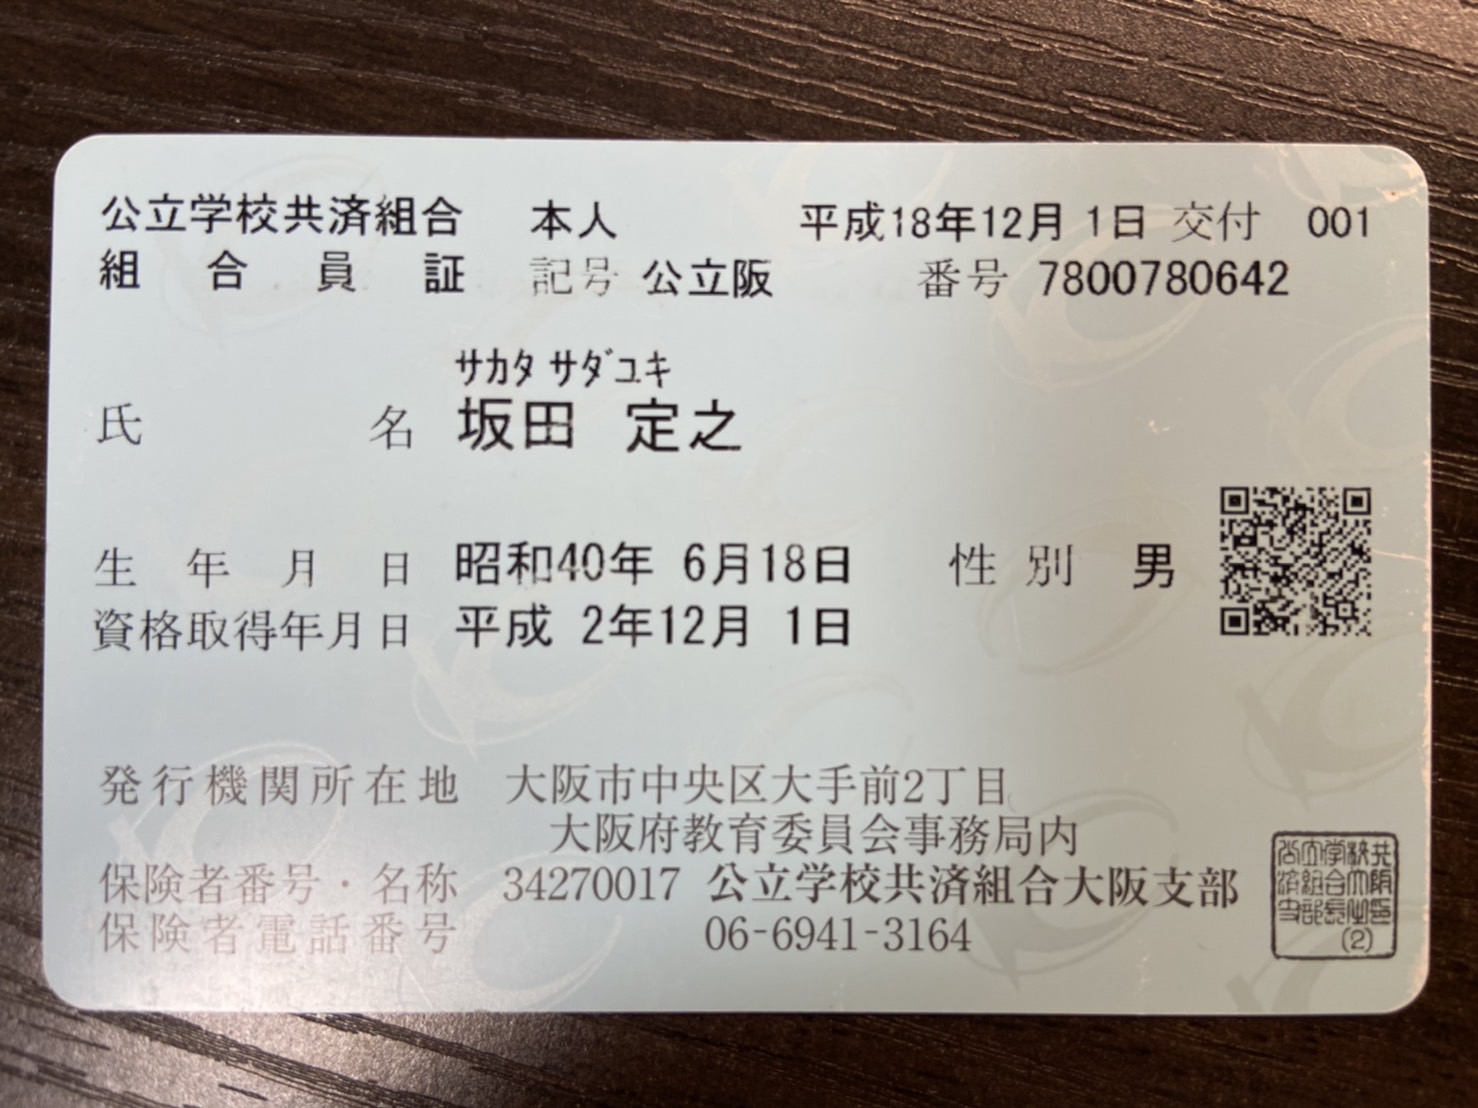 公立学校共済組合 本人 平成18年12月 1日 交付 001
組合員証 記号 公立阪 番号 7800780642
サカタ サダユキ
氏名 坂田 定之
生年月日 昭和40年 6月18日 性別 男
資格取得年月日 平成 2年12月 1日
発行機関所在地 大阪市中央区大手前2丁目
大阪府教育委員会事務局内
保険者番号・名称 34270017 公立学校共済組合大阪支部
保険者電話番号 06-6941-3164
(2)